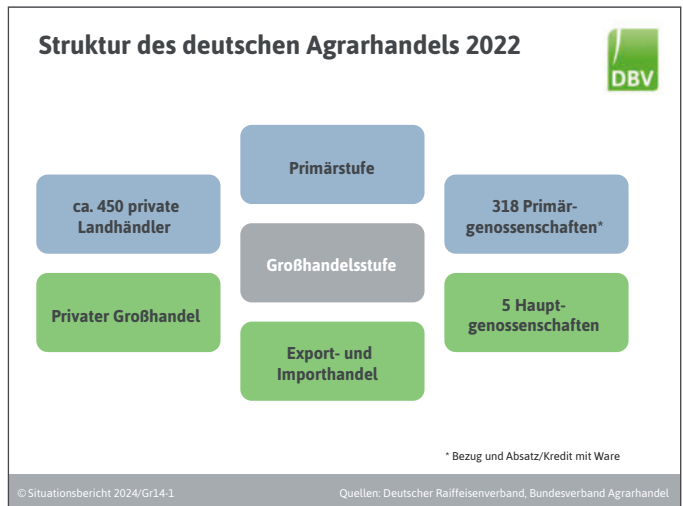 Struktur des deutschen Agrarhandels 2022
DBV
Primärstufe
ca. 450 private
Landhändler
318 Primär-
genossenschaften*
Großhandelsstufe
Privater Großhandel
5 Haupt-
genossenschaften
Export- und
Importhandel
* Bezug und Absatz/Kredit mit Ware
© Situationsbericht 2024/Gr14-1
Quellen: Deutscher Raiffeisenverband, Bundesverband Agrarhandel